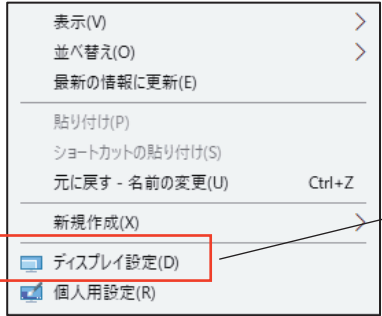 表示(V)
並べ替え(O)
最新の情報に更新(E)
貼り付け(P)
ショートカットの貼り付け(S)
元に戻す - 名前の変更(U) Ctrl+Z
新規作成(X)
ディスプレイ設定(D)
個人用設定(R)